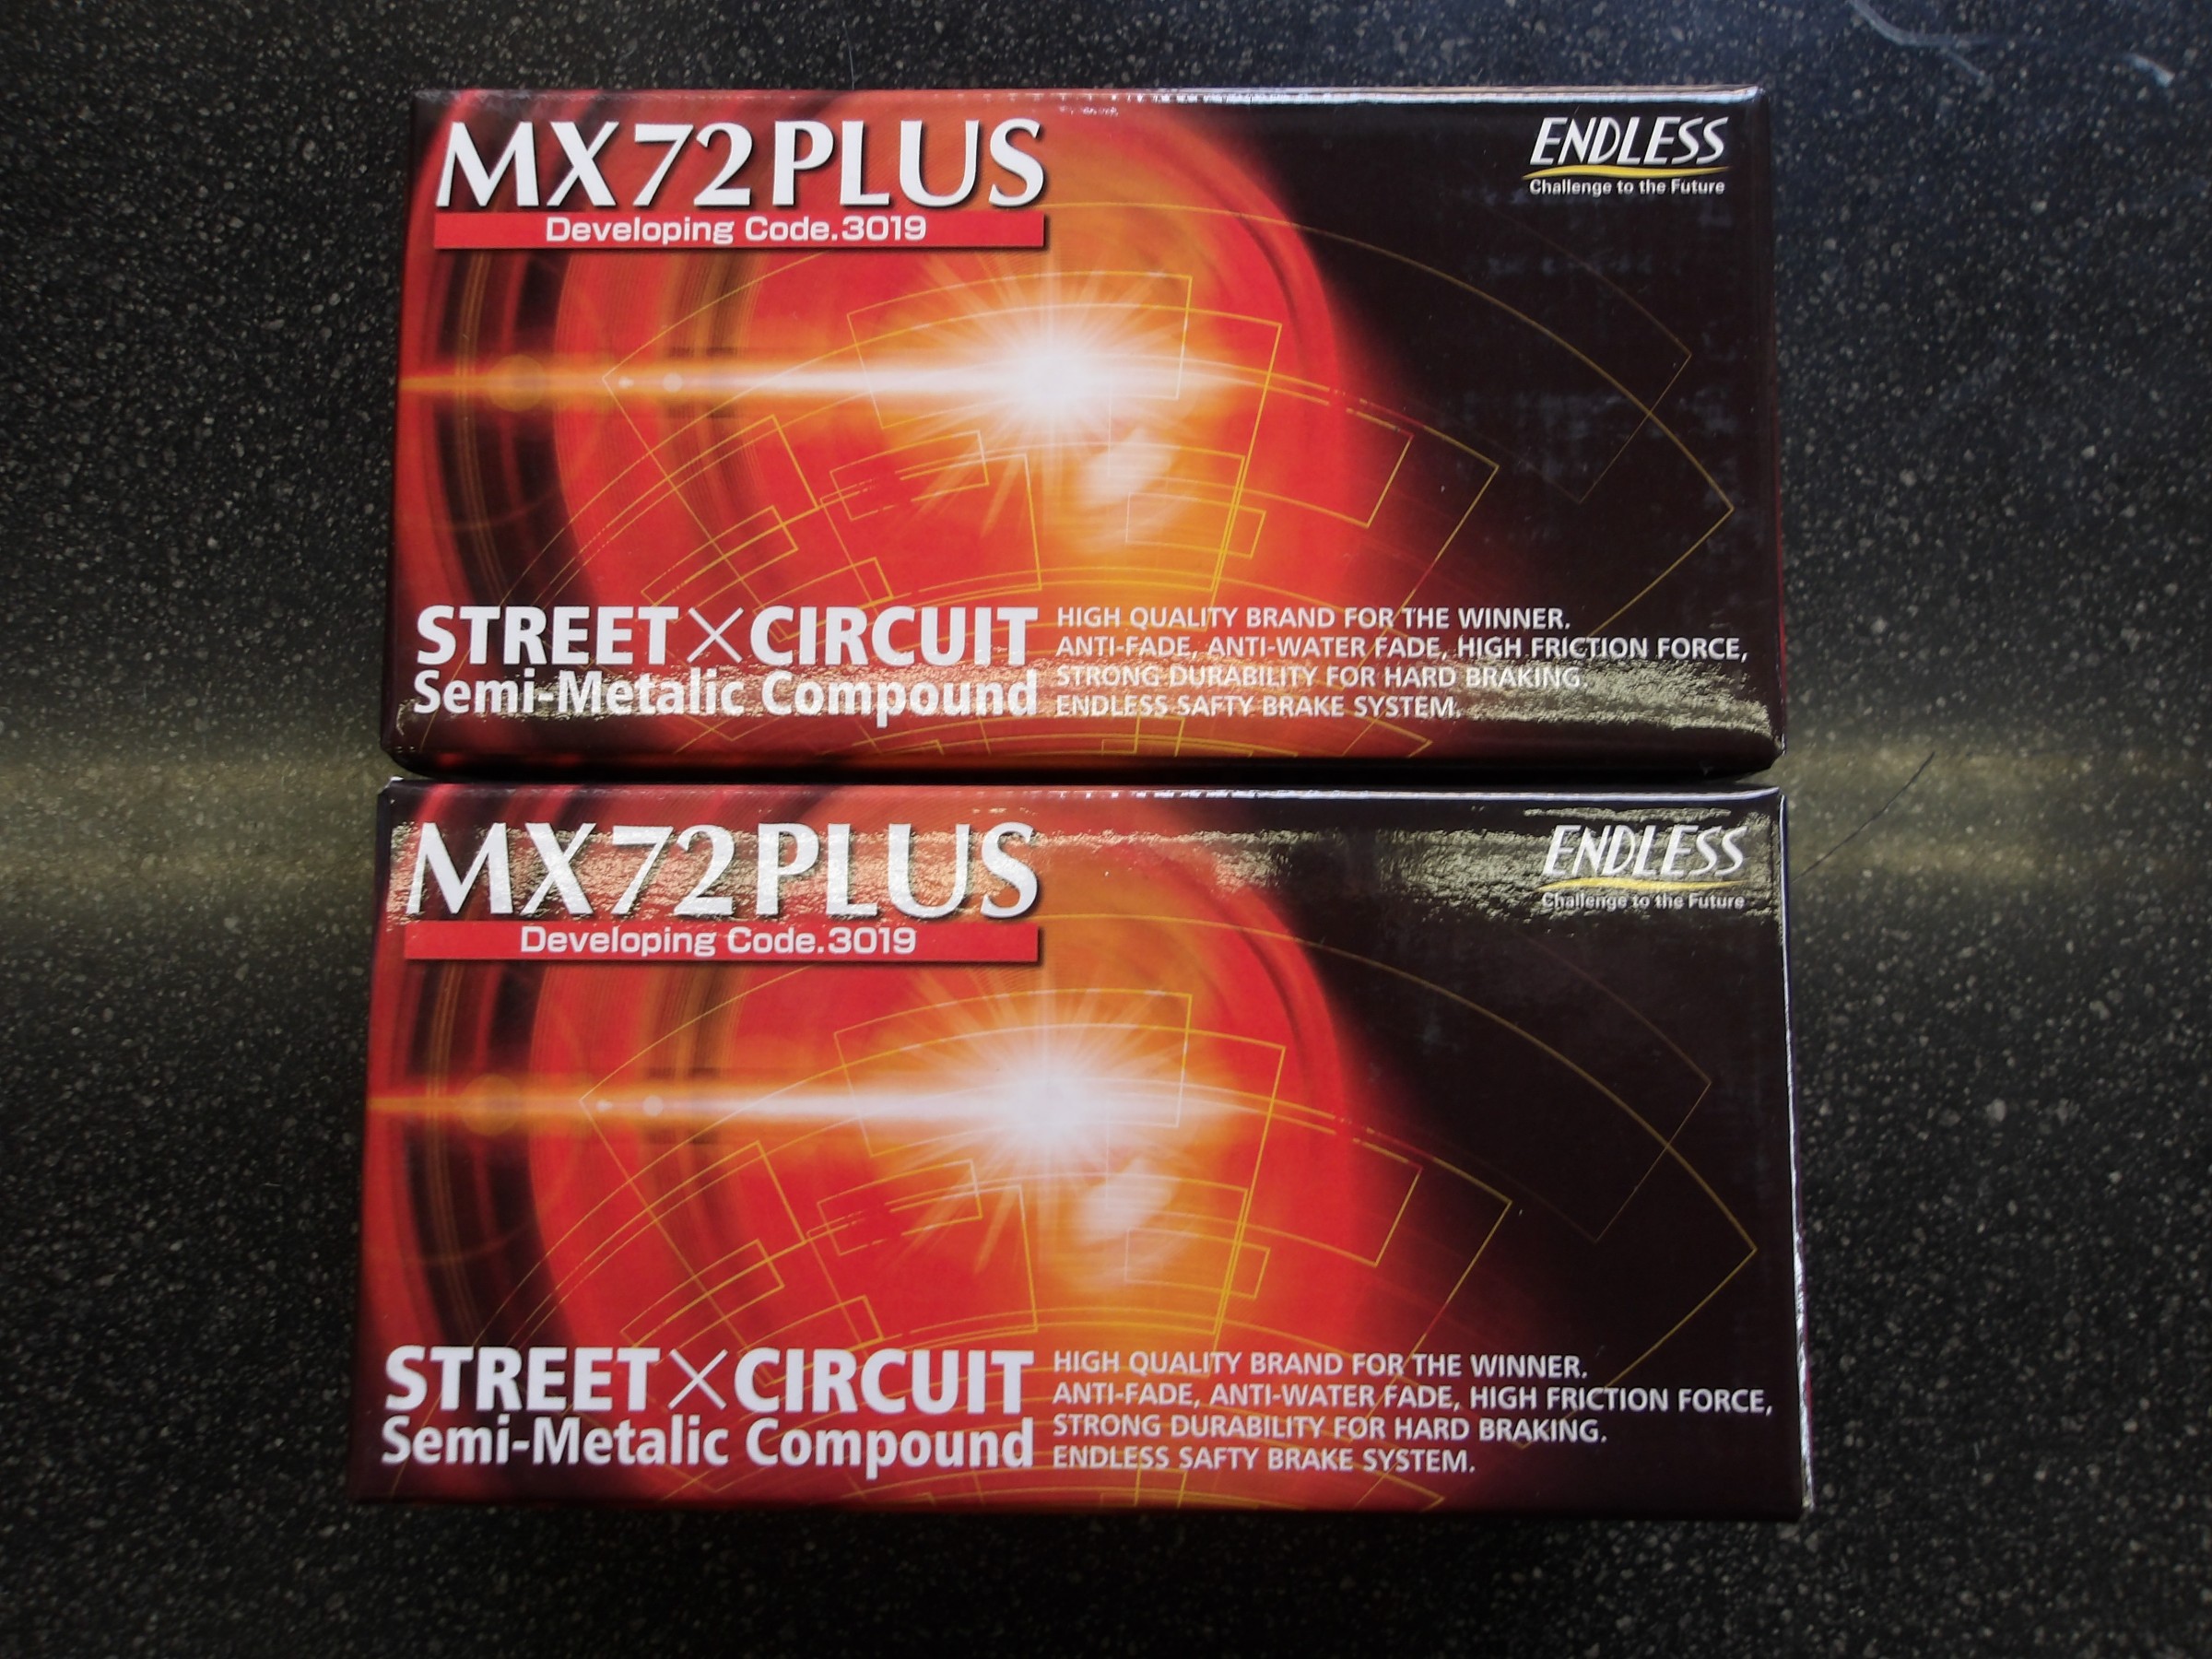 MX72PLUS
Developing Code.3019
ENDLESS
Challenge to the Future
STREET×CIRCUIT
Semi-Metalic Compound
HIGH QUALITY BRAND FOR THE WINNER.
ANTI-FADE, ANTI-WATER FADE, HIGH FRICTION FORCE,
STRONG DURABILITY FOR HARD BRAKING.
ENDLESS SAFTY BRAKE SYSTEM.
MX72PLUS
Developing Code.3019
ENDLESS
Challenge to the Future
STREET×CIRCUIT
Semi-Metalic Compound
HIGH QUALITY BRAND FOR THE WINNER.
ANTI-FADE, ANTI-WATER FADE, HIGH FRICTION FORCE,
STRONG DURABILITY FOR HARD BRAKING.
ENDLESS SAFTY BRAKE SYSTEM.